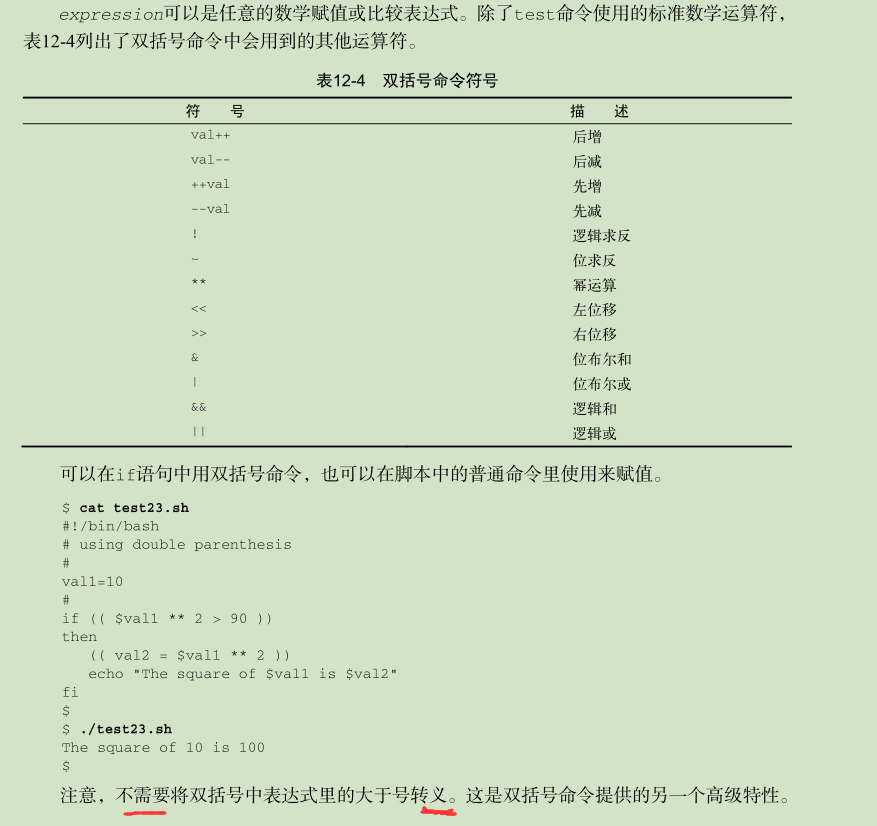 expression可以是任意的数学赋值或比较表达式。除了test命令使用的标准数学运算符，
表12-4列出了双括号命令中会用到的其他运算符。
表12-4 双括号命令符号
符 号 描 述
val++ 后增
val-- 后减
++val 先增
--val 先减
! 逻辑求反
~ 位求反
** 幂运算
<< 左位移
>> 右位移
& 位布尔和
| 位布尔或
&& 逻辑和
|| 逻辑或
可以在if语句中用双括号命令，也可以在脚本中的普通命令里使用来赋值。
$ cat test23.sh
#!/bin/bash
# using double parenthesis
#
val1=10
#
if (( $val1 ** 2 > 90 ))
then
   (( val2 = $val1 ** 2 ))
   echo "The square of $val1 is $val2"
fi
$
$ ./test23.sh
The square of 10 is 100
$
注意，不需要将双括号中表达式里的大于号转义。这是双括号命令提供的另一个高级特性。